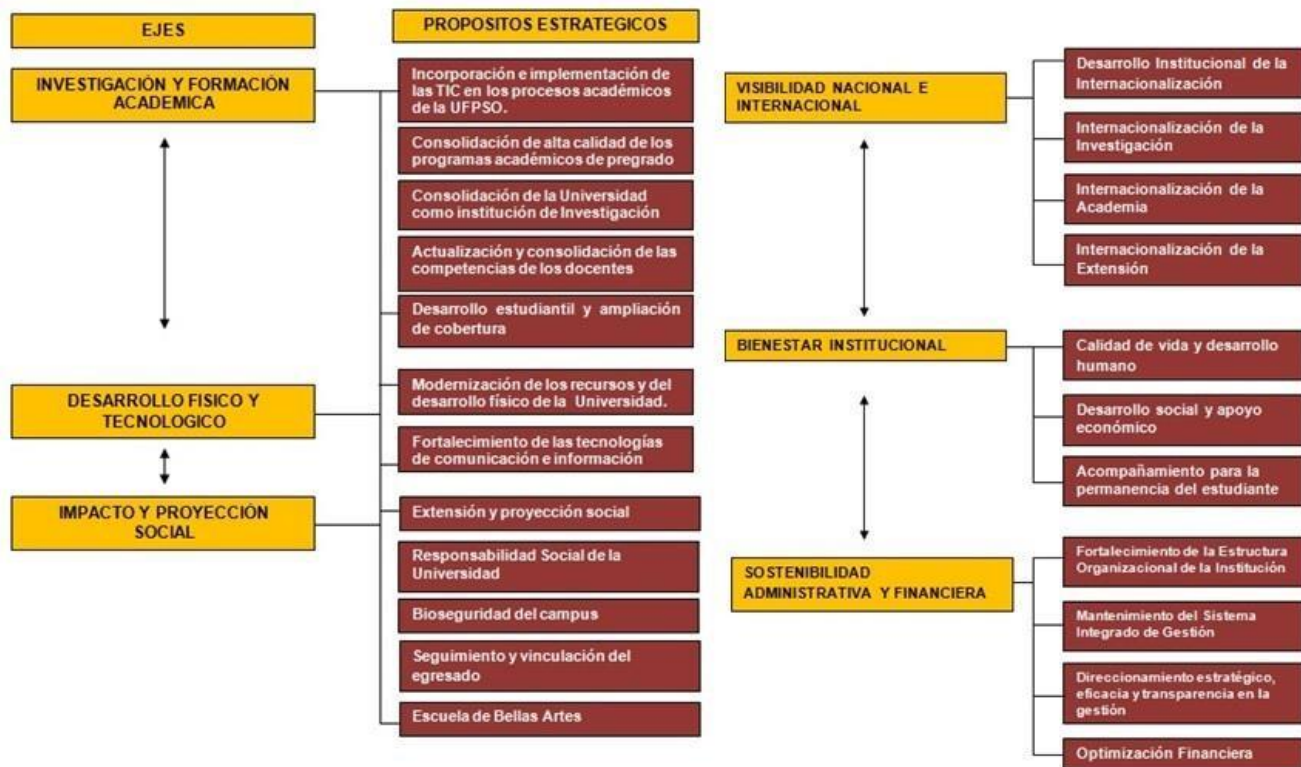 EJES
PROPOSITOS ESTRATEGICOS
INVESTIGACIÓN Y FORMACIÓN
ACADEMICA
Incorporación e implementación de
las TIC en los procesos académicos
de la UFPSO.
Consolidación de alta calidad de los
programas académicos de pregrado
Consolidación de la Universidad
como institución de Investigación
Actualización y consolidación de las
competencias de los docentes
Desarrollo estudiantil y ampliación
de cobertura
DESARROLLO FISICO Y
TECNOLOGICO
Modernización de los recursos y del
desarrollo físico de la Universidad.
Fortalecimiento de las tecnologías
de comunicación e información
IMPACTO Y PROYECCIÓN
SOCIAL
Extensión y proyección social
Responsabilidad Social de la
Universidad
Bioseguridad del campus
Seguimiento y vinculación del
egresado
Escuela de Bellas Artes
VISIBILIDAD NACIONAL E
INTERNACIONAL
Desarrollo Institucional de la
Internacionalización
Internacionalización de la
Investigación
Internacionalización de la
Academia
Internacionalización de la
Extensión
BIENESTAR INSTITUCIONAL
Calidad de vida y desarrollo
humano
Desarrollo social y apoyo
económico
Acompañamiento para la
permanencia del estudiante
SOSTENIBILIDAD
ADMINISTRATIVA Y FINANCIERA
Fortalecimiento de la Estructura
Organizacional de la Institución
Mantenimiento del Sistema
Integrado de Gestión
Direccionamiento estratégico,
eficacia y transparencia en la
gestión
Optimización Financiera